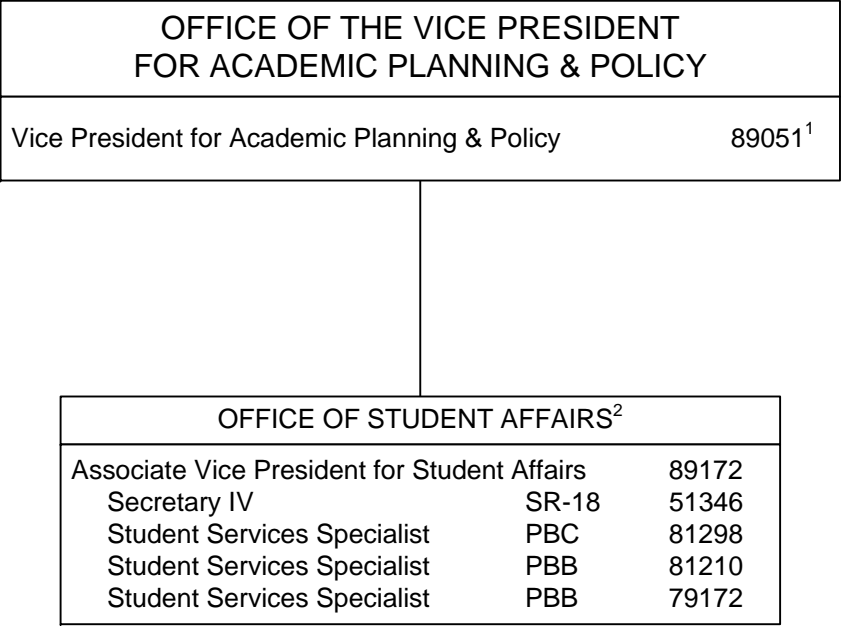 OFFICE OF THE VICE PRESIDENT
FOR ACADEMIC PLANNING & POLICY
Vice President for Academic Planning & Policy 89051¹
OFFICE OF STUDENT AFFAIRS²
Associate Vice President for Student Affairs 89172
Secretary IV SR-18 51346
Student Services Specialist PBC 81298
Student Services Specialist PBB 81210
Student Services Specialist PBB 79172